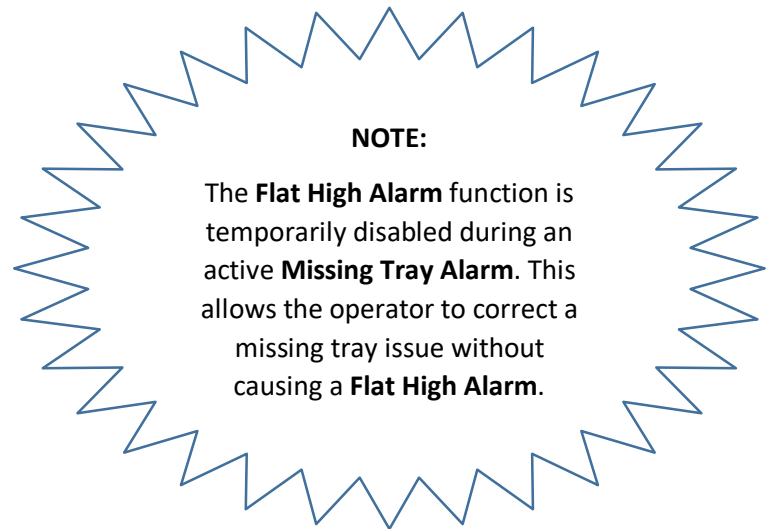 NOTE:
The Flat High Alarm function is
temporarily disabled during an
active Missing Tray Alarm. This
allows the operator to correct a
missing tray issue without
causing a Flat High Alarm.